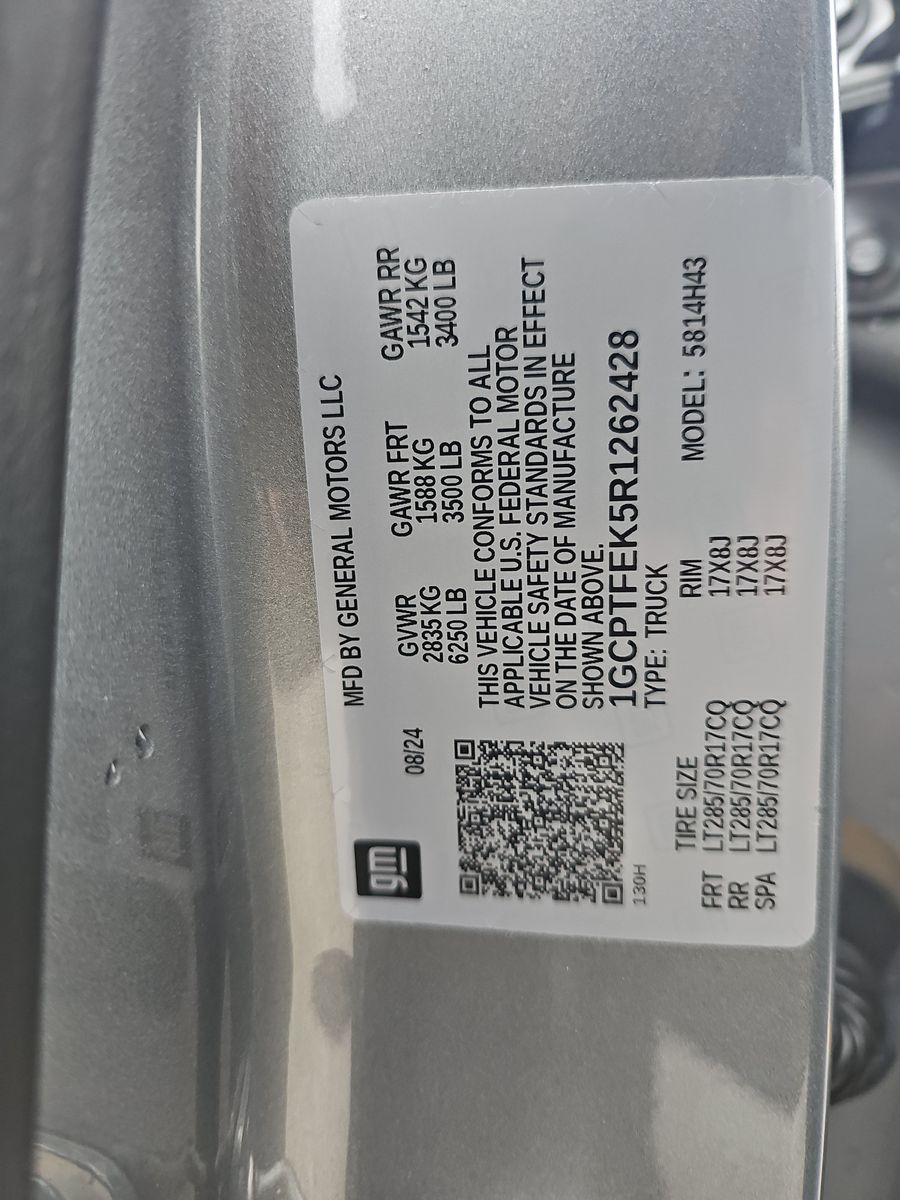 gm
MFD BY GENERAL MOTORS LLC
08/24 GVWR GAWR FRT GAWR RR
2835 KG 1588 KG 1542 KG
6250 LB 3500 LB 3400 LB
THIS VEHICLE CONFORMS TO ALL
APPLICABLE U.S. FEDERAL MOTOR
VEHICLE SAFETY STANDARDS IN EFFECT
ON THE DATE OF MANUFACTURE
SHOWN ABOVE.
1GCPTFEK5R1262428
130H TYPE: TRUCK
TIRE SIZE RIM MODEL: 5814H43
FRT LT285/70R17CQ 17X8J
RR LT285/70R17CQ 17X8J
SPA LT285/70R17CQ 17X8J